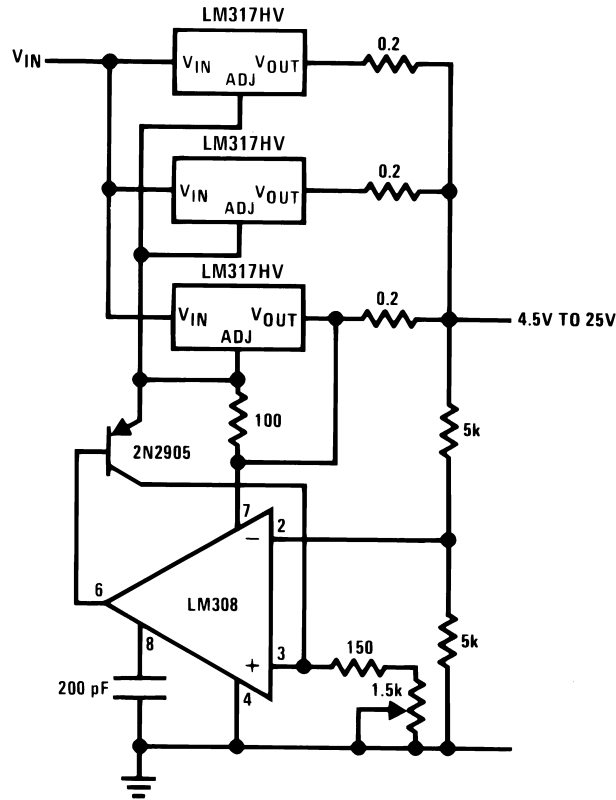 LM317HV
0.2
VIN
VIN
VOUT
ADJ
LM317HV
0.2
VIN
VOUT
ADJ
LM317HV
0.2
VIN
VOUT
ADJ
4.5V TO 25V
100
5k
2N2905
7
2
−
6
LM308
8
+
3
150
5k
200 pF
4
1.5k